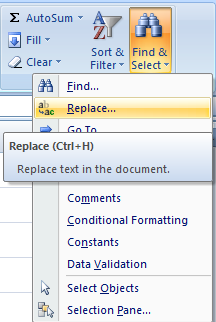 Σ AutoSum
Fill
Clear
Sort & Filter
Find & Select
Find...
Replace...
Go To
Replace (Ctrl+H)
Replace text in the document.
Comments
Conditional Formatting
Constants
Data Validation
Select Objects
Selection Pane...